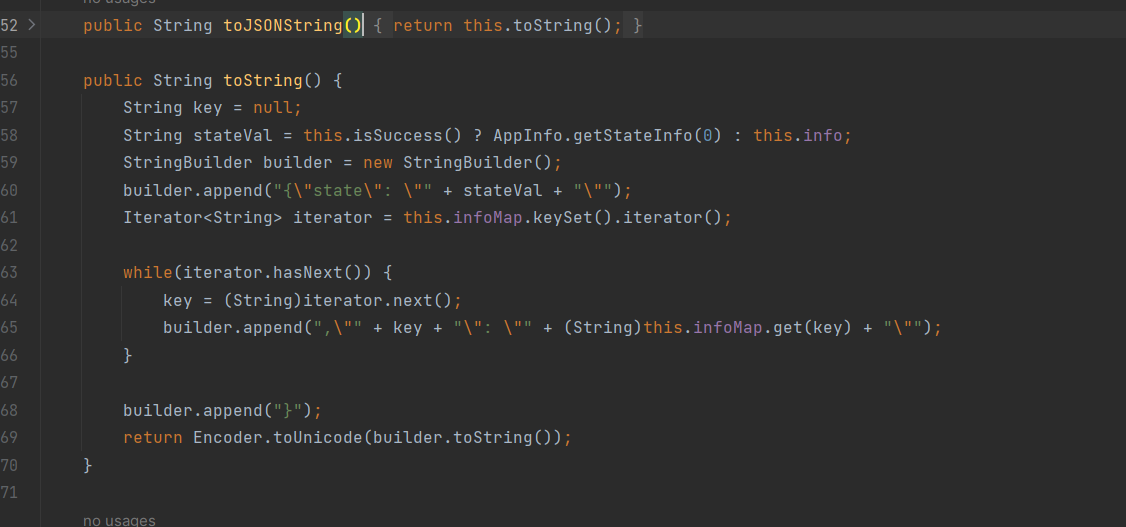 no usages
52 public String toJSONString() { return this.toString(); }
55
56 public String toString() {
57 String key = null;
58 String stateVal = this.isSuccess() ? AppInfo.getStateInfo(0) : this.info;
59 StringBuilder builder = new StringBuilder();
60 builder.append("{\"state\": \"" + stateVal + "\"");
61 Iterator<String> iterator = this.infoMap.keySet().iterator();
62
63 while(iterator.hasNext()) {
64 key = (String)iterator.next();
65 builder.append(",\"" + key + "\": \"" + (String)this.infoMap.get(key) + "\"");
66 }
67
68 builder.append("}");
69 return Encoder.toUnicode(builder.toString());
70 }
71
no usages